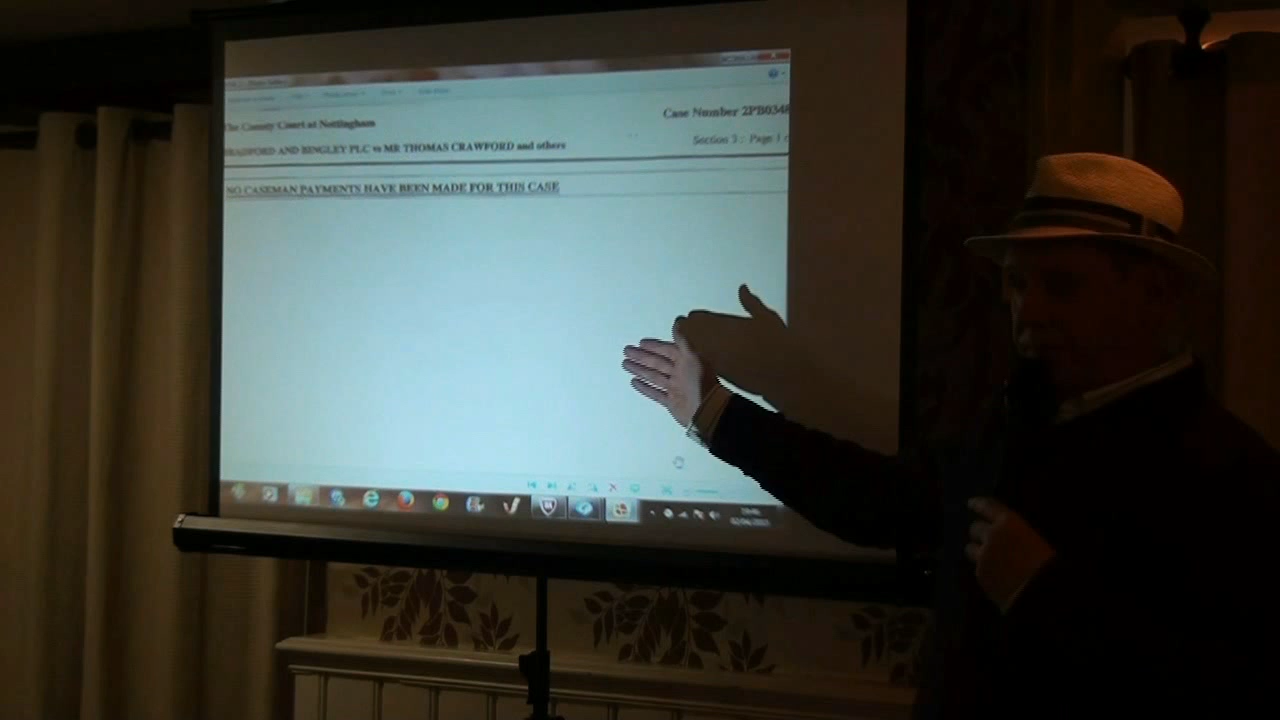 The County Court at Nottingham
Case Number 2PB0348
Section 3 : Page 1 o
BRADFORD AND BINGLEY PLC vs MR THOMAS CRAWFORD and others
NO CASEMAN PAYMENTS HAVE BEEN MADE FOR THIS CASE